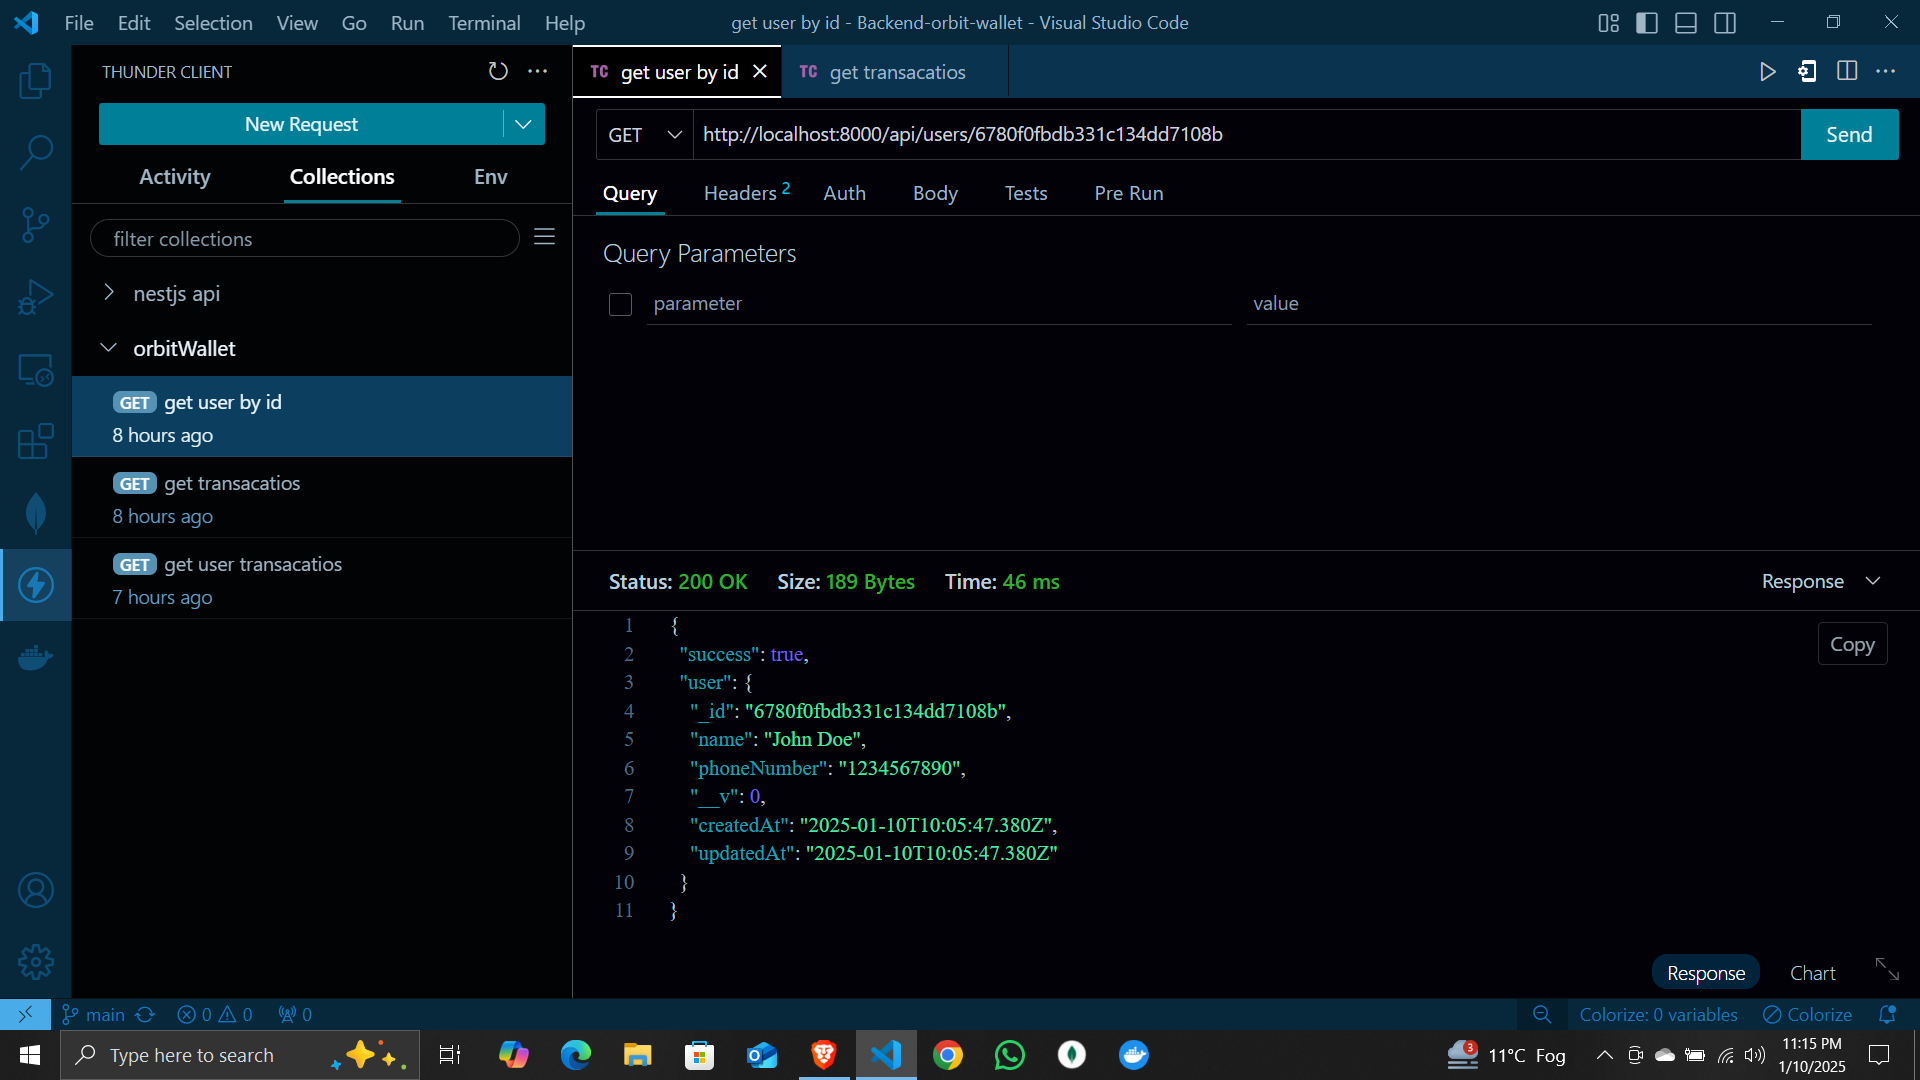 File Edit Selection View Go Run Terminal Help
get user by id - Backend-orbit-wallet - Visual Studio Code
THUNDER CLIENT
New Request
Activity Collections Env
filter collections
nestjs api
orbitWallet
GET get user by id
8 hours ago
GET get transacatios
8 hours ago
GET get user transacatios
7 hours ago
TC get user by id
TC get transacatios
GET http://localhost:8000/api/users/6780f0fbdb331c134dd7108b Send
Query Headers 2 Auth Body Tests Pre Run
Query Parameters
parameter value
Status: 200 OK Size: 189 Bytes Time: 46 ms Response
1 {
2 "success": true,
3 "user": {
4 "_id": "6780f0fbdb331c134dd7108b",
5 "name": "John Doe",
6 "phoneNumber": "1234567890",
7 "__v": 0,
8 "createdAt": "2025-01-10T10:05:47.380Z",
9 "updatedAt": "2025-01-10T10:05:47.380Z"
10 }
11 }
Copy
Response Chart
main 0 0 0 Colorize: 0 variables Colorize
Type here to search
3 11°C Fog
11:15 PM
1/10/2025